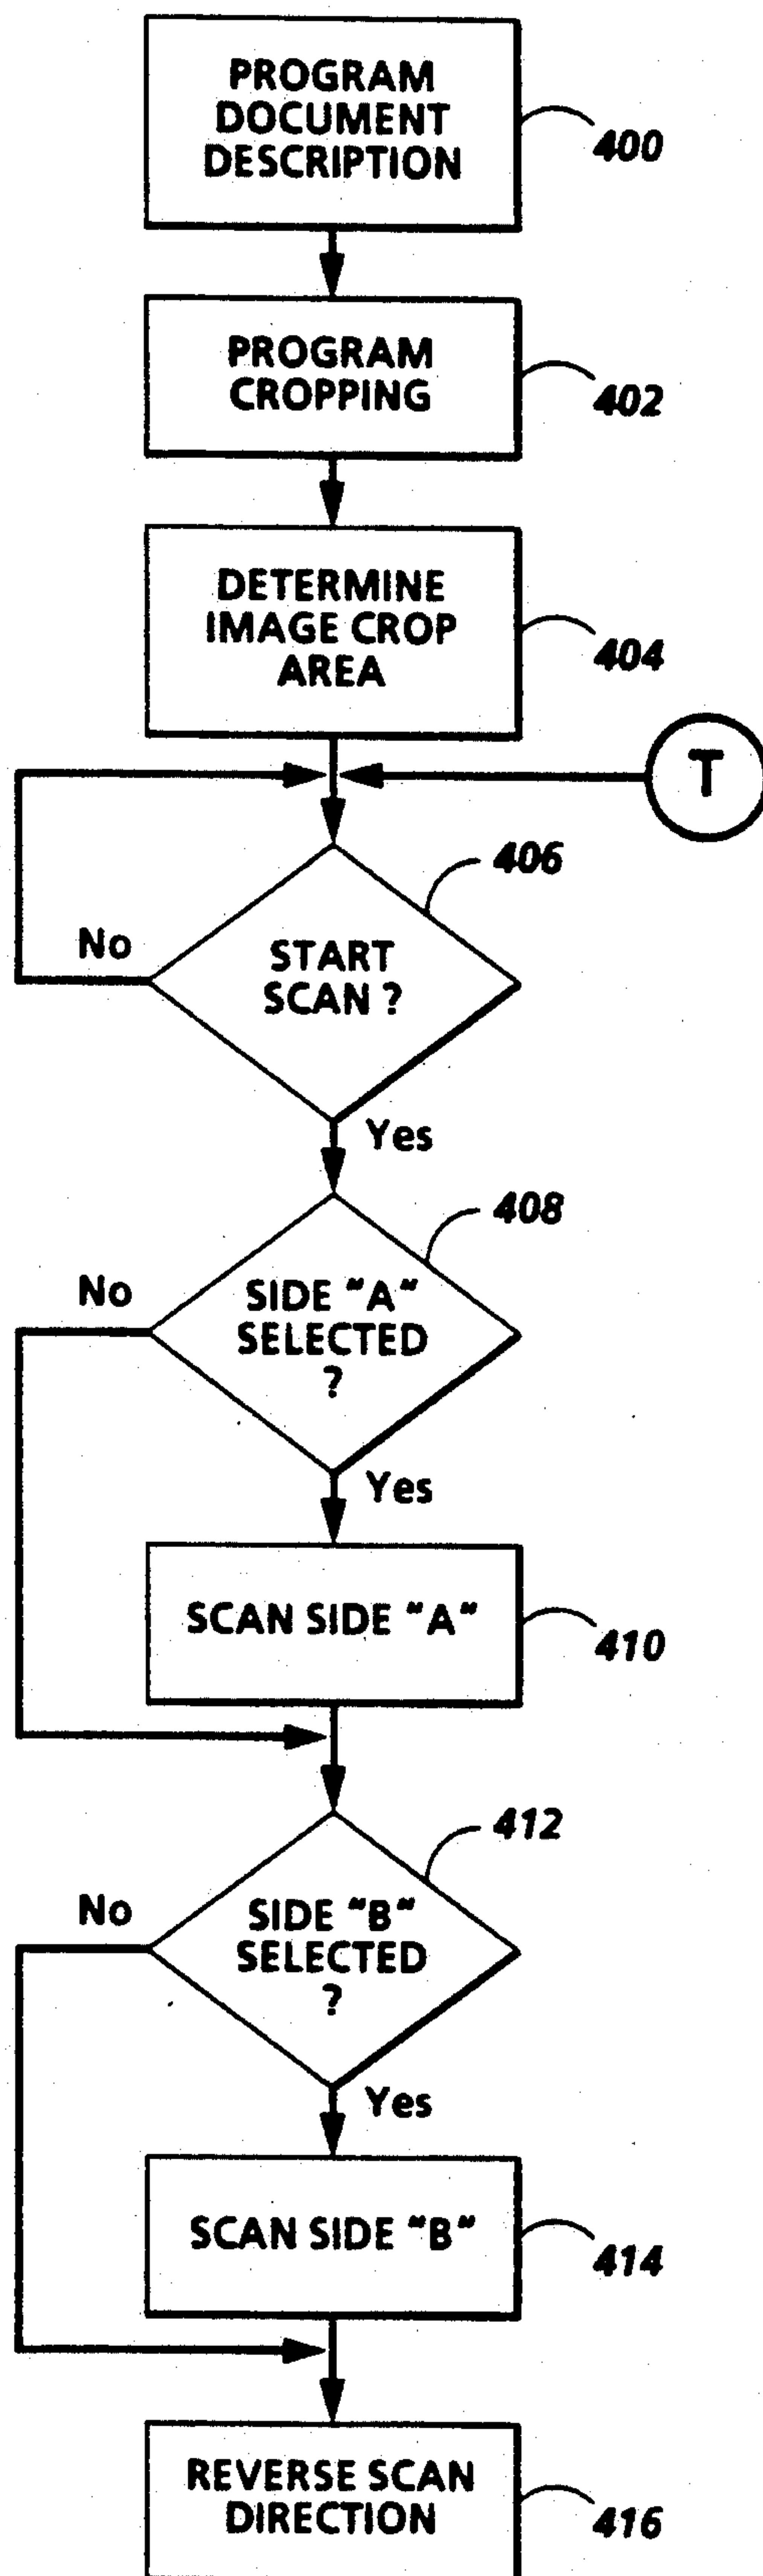 PROGRAM
DOCUMENT
DESCRIPTION
400
PROGRAM
CROPPING
402
DETERMINE
IMAGE CROP
AREA
404
T
406
No
START
SCAN ?
Yes
408
No
SIDE "A"
SELECTED
?
Yes
SCAN SIDE "A"
410
412
No
SIDE "B"
SELECTED
?
Yes
SCAN SIDE "B"
414
REVERSE SCAN
DIRECTION
416